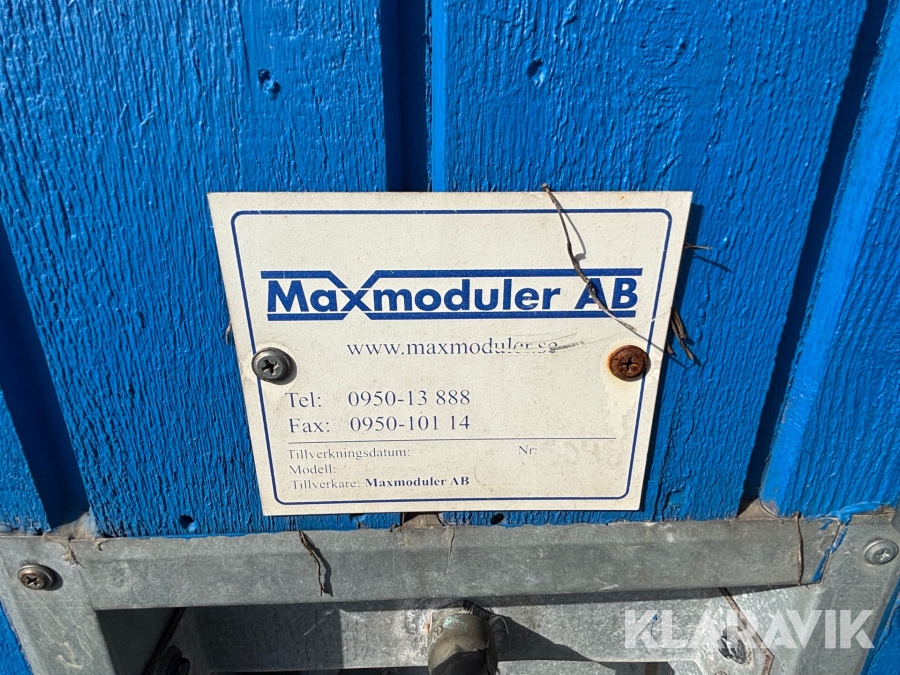 Maxmoduler AB
www.maxmoduler.se
Tel: 0950-13 888
Fax: 0950-101 14
Tillverkningsdatum: Nr:
Modell:
Tillverkare: Maxmoduler AB
KLARAVIK